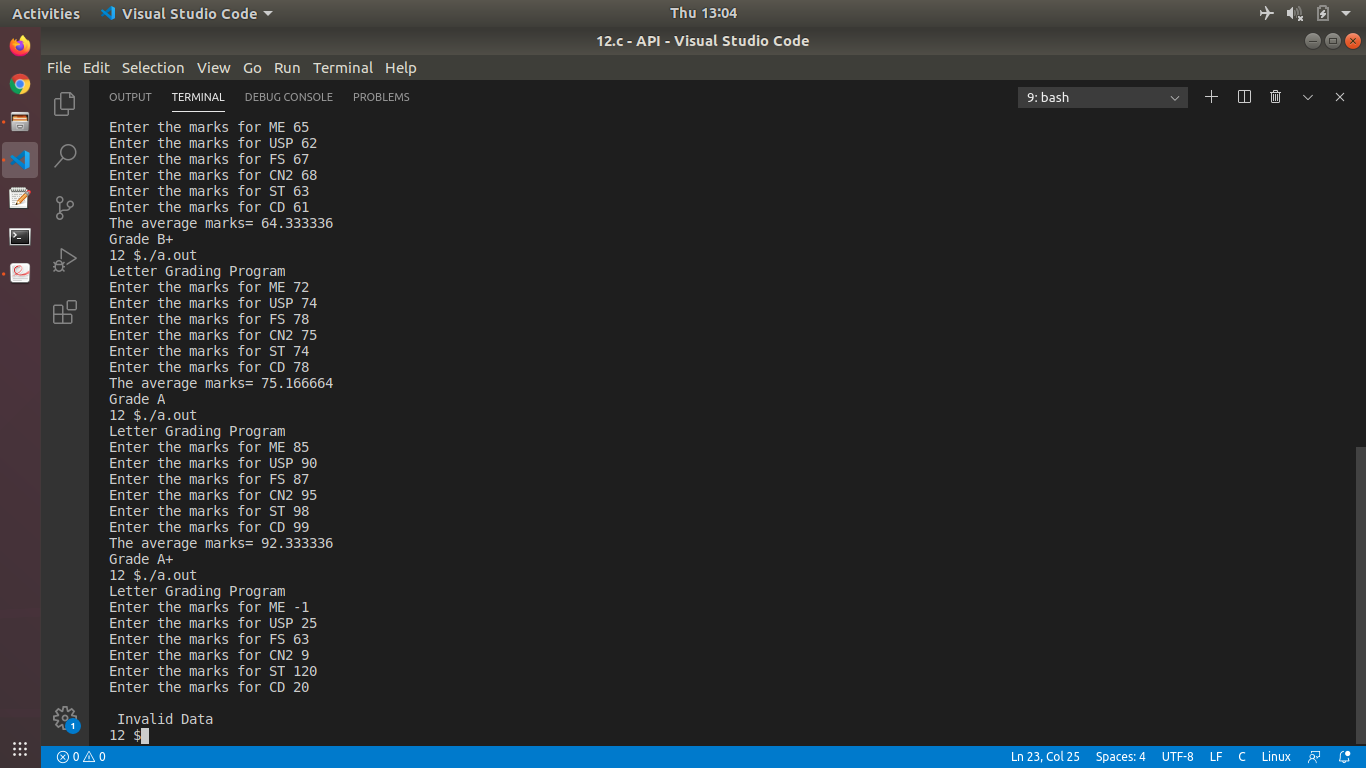 Activities Visual Studio Code Thu 13:04
12.c - API - Visual Studio Code
File Edit Selection View Go Run Terminal Help
OUTPUT TERMINAL DEBUG CONSOLE PROBLEMS 9: bash
Enter the marks for ME 65
Enter the marks for USP 62
Enter the marks for FS 67
Enter the marks for CN2 68
Enter the marks for ST 63
Enter the marks for CD 61
The average marks= 64.333336
Grade B+
12 $./a.out
Letter Grading Program
Enter the marks for ME 72
Enter the marks for USP 74
Enter the marks for FS 78
Enter the marks for CN2 75
Enter the marks for ST 74
Enter the marks for CD 78
The average marks= 75.166664
Grade A
12 $./a.out
Letter Grading Program
Enter the marks for ME 85
Enter the marks for USP 90
Enter the marks for FS 87
Enter the marks for CN2 95
Enter the marks for ST 98
Enter the marks for CD 99
The average marks= 92.333336
Grade A+
12 $./a.out
Letter Grading Program
Enter the marks for ME -1
Enter the marks for USP 25
Enter the marks for FS 63
Enter the marks for CN2 9
Enter the marks for ST 120
Enter the marks for CD 20
Invalid Data
12 $
1
0 0 Ln 23, Col 25 Spaces: 4 UTF-8 LF C Linux